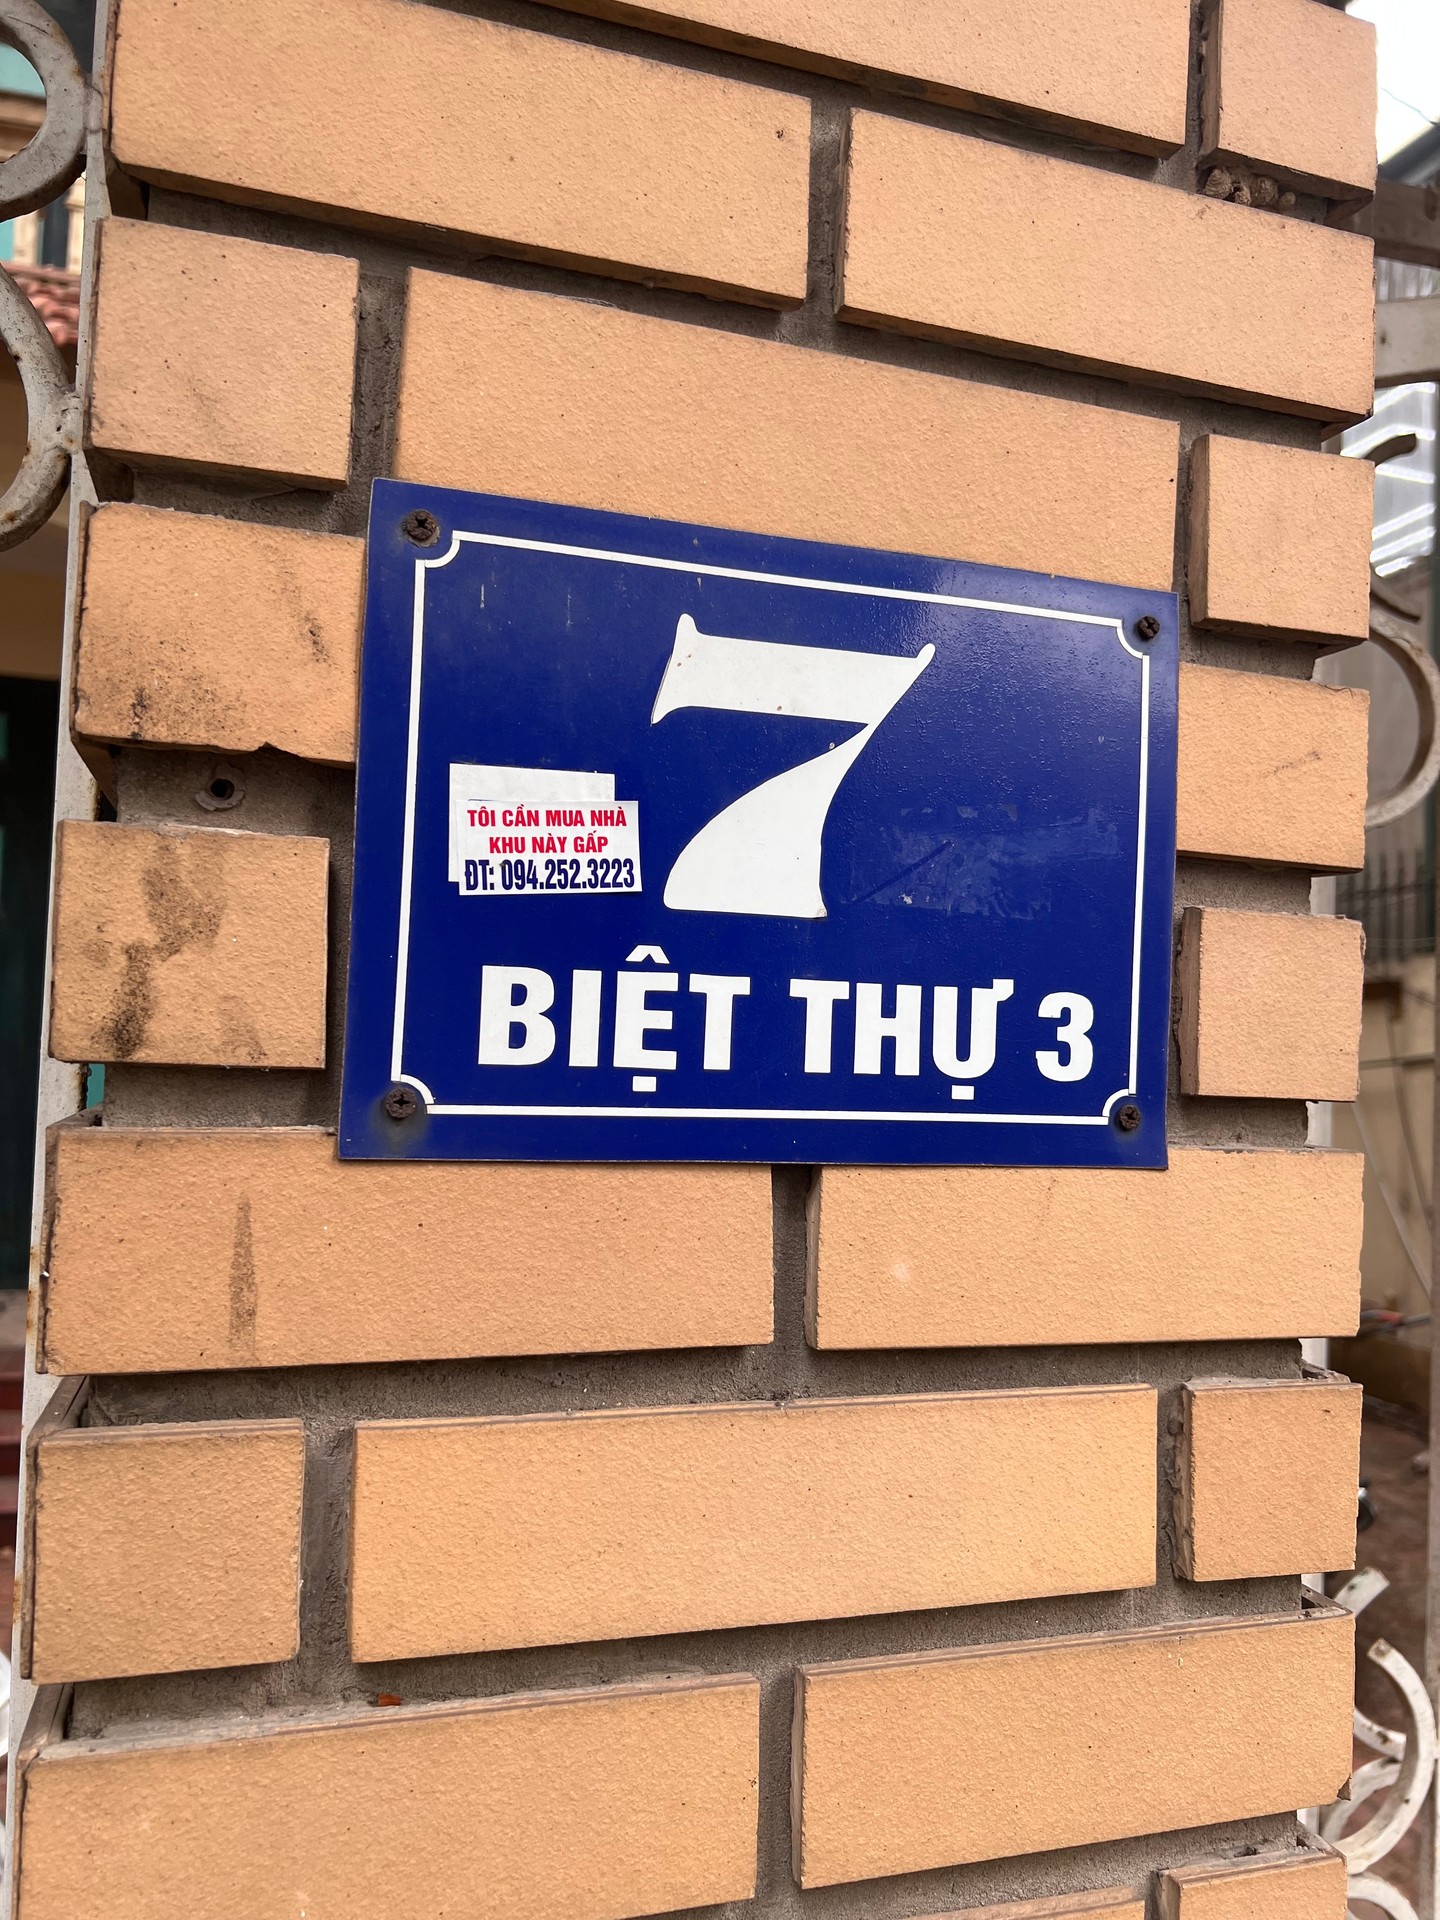 7
TÔI CẦN MUA NHÀ
KHU NÀY GẤP
ĐT: 094.252.3223
BIỆT THỰ 3